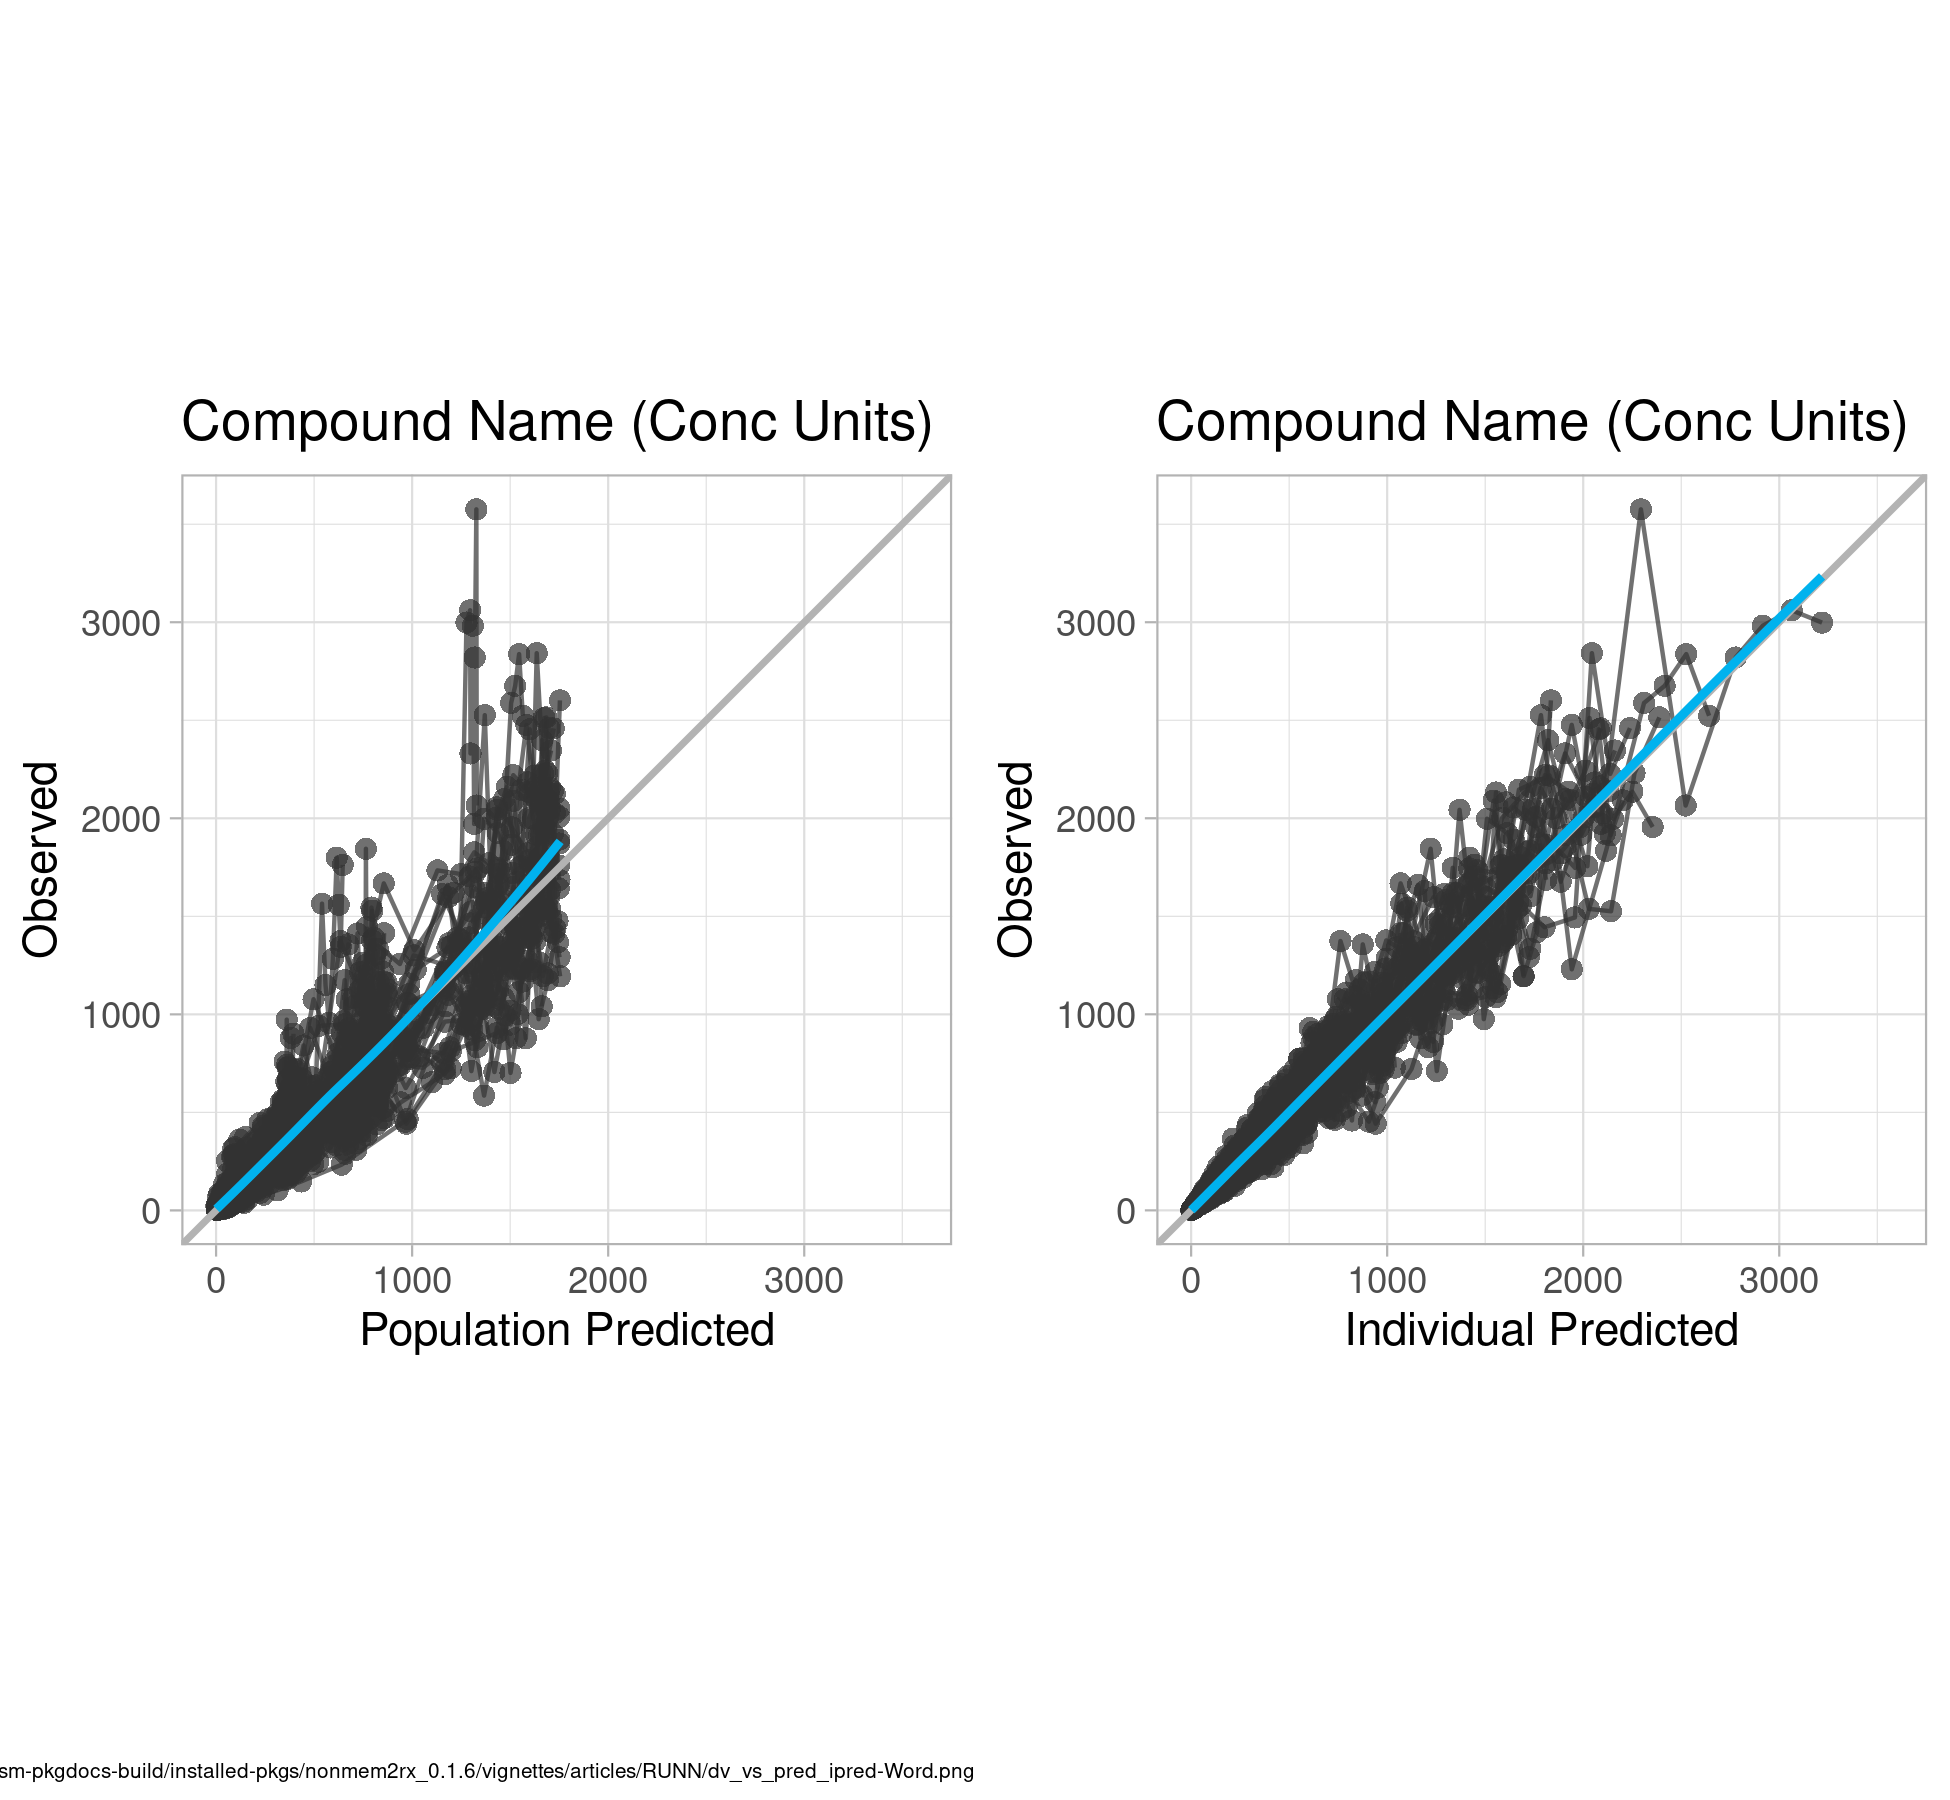 Compound Name (Conc Units)
Observed
3000
2000
1000
0
0 1000 2000 3000
Population Predicted
Compound Name (Conc Units)
Observed
3000
2000
1000
0
0 1000 2000 3000
Individual Predicted
sm-pkgdocs-build/installed-pkgs/nonmem2rx_0.1.6/vignettes/articles/RUNN/dv_vs_pred_ipred-Word.png